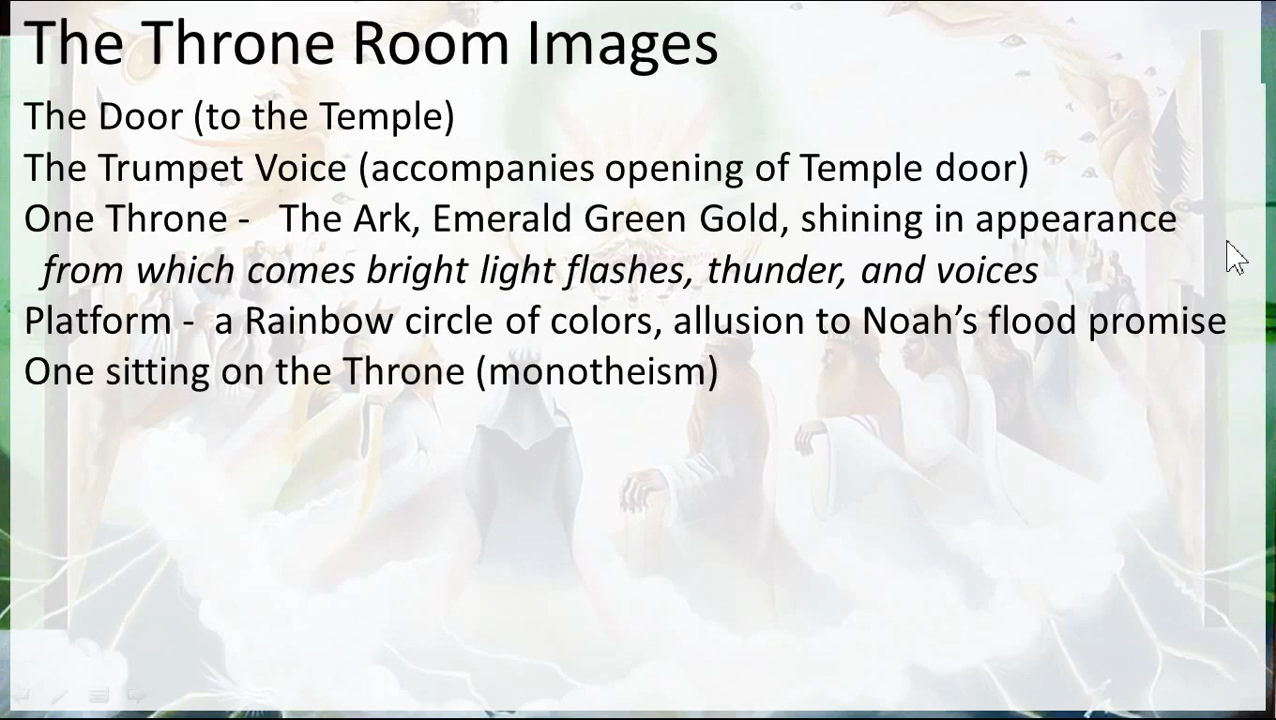 The Throne Room Images
The Door (to the Temple)
The Trumpet Voice (accompanies opening of Temple door)
One Throne - The Ark, Emerald Green Gold, shining in appearance
from which comes bright light flashes, thunder, and voices
Platform - a Rainbow circle of colors, allusion to Noah’s flood promise
One sitting on the Throne (monotheism)